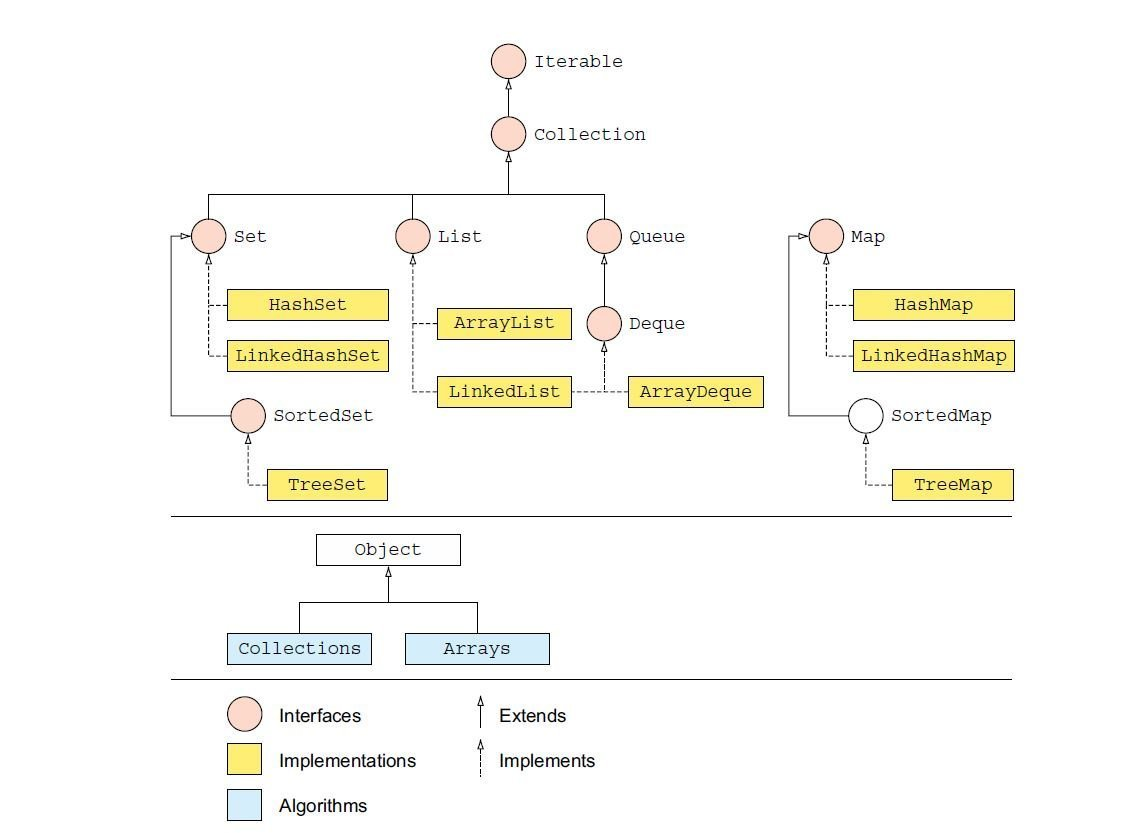 Iterable
Collection
Set
List
Queue
Map
HashSet
HashMap
ArrayList
Deque
LinkedHashSet
LinkedHashMap
LinkedList
ArrayDeque
SortedSet
SortedMap
TreeSet
TreeMap
Object
Collections
Arrays
Interfaces
Extends
Implementations
Implements
Algorithms